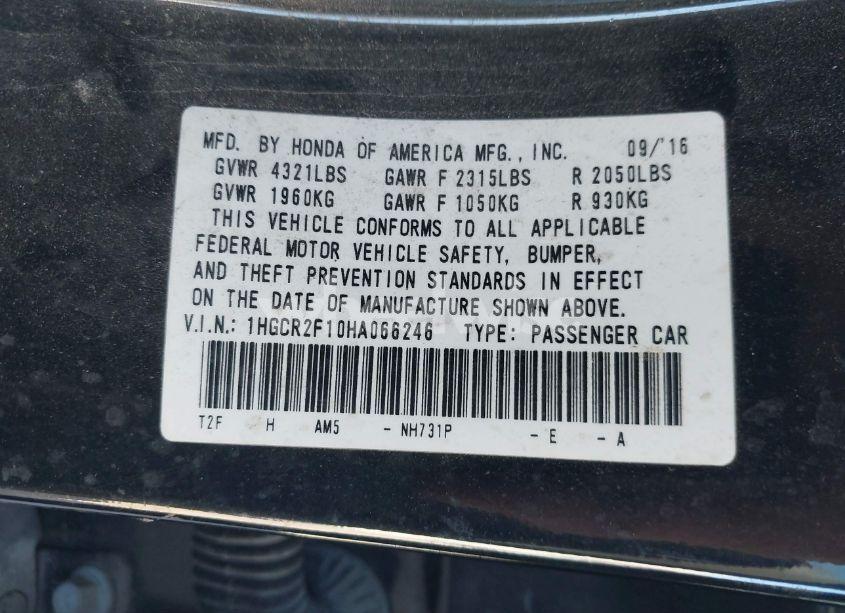 MFD. BY HONDA OF AMERICA MFG., INC. 09/'16
GVWR 4321LBS GAWR F 2315LBS R 2050LBS
GVWR 1960KG GAWR F 1050KG R 930KG
THIS VEHICLE CONFORMS TO ALL APPLICABLE
FEDERAL MOTOR VEHICLE SAFETY, BUMPER,
AND THEFT PREVENTION STANDARDS IN EFFECT
ON THE DATE OF MANUFACTURE SHOWN ABOVE.
V.I.N.: 1HGCR2F10HA066246 TYPE: PASSENGER CAR
T2F H AM5 - NH731P - E - A